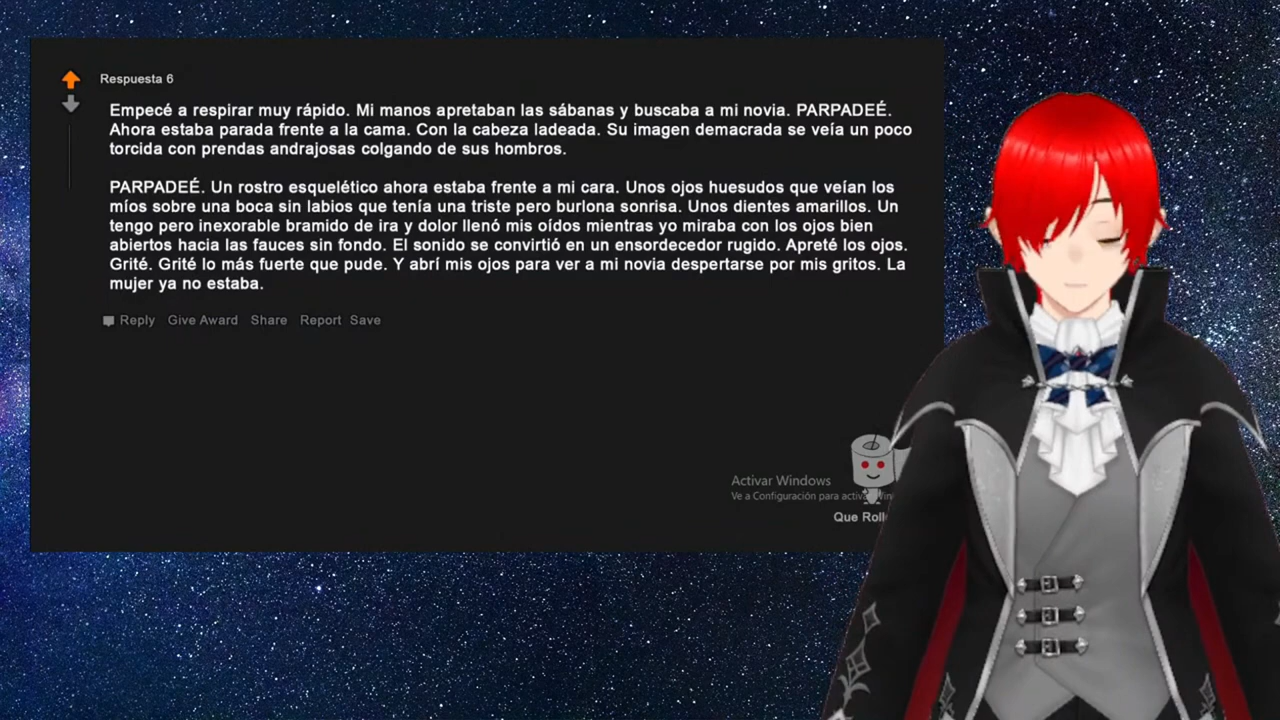 Respuesta 6
Empecé a respirar muy rápido. Mi manos apretaban las sábanas y buscaba a mi novia. PARPADEÉ.
Ahora estaba parada frente a la cama. Con la cabeza ladeada. Su imagen demacrada se veía un poco
torcida con prendas andrajosas colgando de sus hombros.
PARPADEÉ. Un rostro esquelético ahora estaba frente a mi cara. Unos ojos huesudos que veían los
míos sobre una boca sin labios que tenía una triste pero burlona sonrisa. Unos dientes amarillos. Un
tengo pero inexorable bramido de ira y dolor llenó mis oídos mientras yo miraba con los ojos bien
abiertos hacia las fauces sin fondo. El sonido se convirtió en un ensordecedor rugido. Apreté los ojos.
Grité. Grité lo más fuerte que pude. Y abrí mis ojos para ver a mi novia despertarse por mis gritos. La
mujer ya no estaba.
Reply Give Award Share Report Save
Activar Windows
Ve a Configuración para
Que